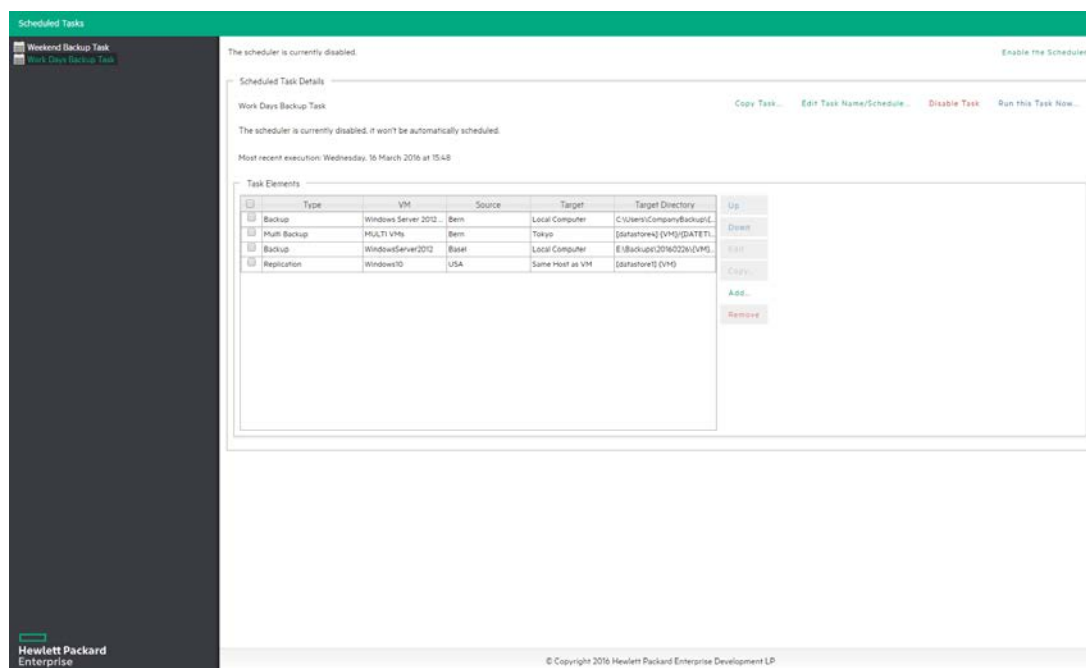 Scheduled Tasks
Weekend Backup Task
Work Days Backup Task
The scheduler is currently disabled.
Enable the Scheduler
Scheduled Task Details
Work Days Backup Task
Copy Task...
Edit Task Name/Schedule...
Disable Task
Run this Task Now...
The scheduler is currently disabled, it won't be automatically scheduled.
Most recent execution: Wednesday, 16 March 2016 at 15:48
Task Elements
Type VM Source Target Target Directory
Backup Windows Server 2012... Bern Local Computer C:\Users\CompanyBackup\{...
Multi Backup MULTI VMs Bern Tokyo [datastore4] {VM}/{DATETI...
Backup WindowsServer2012 Basel Local Computer E:\Backups\20160226\{VM}...
Replication Windows10 USA Same Host as VM [datastore1] {VM}
Up
Down
Edit
Copy...
Add...
Remove
Hewlett Packard
Enterprise
© Copyright 2016 Hewlett Packard Enterprise Development LP